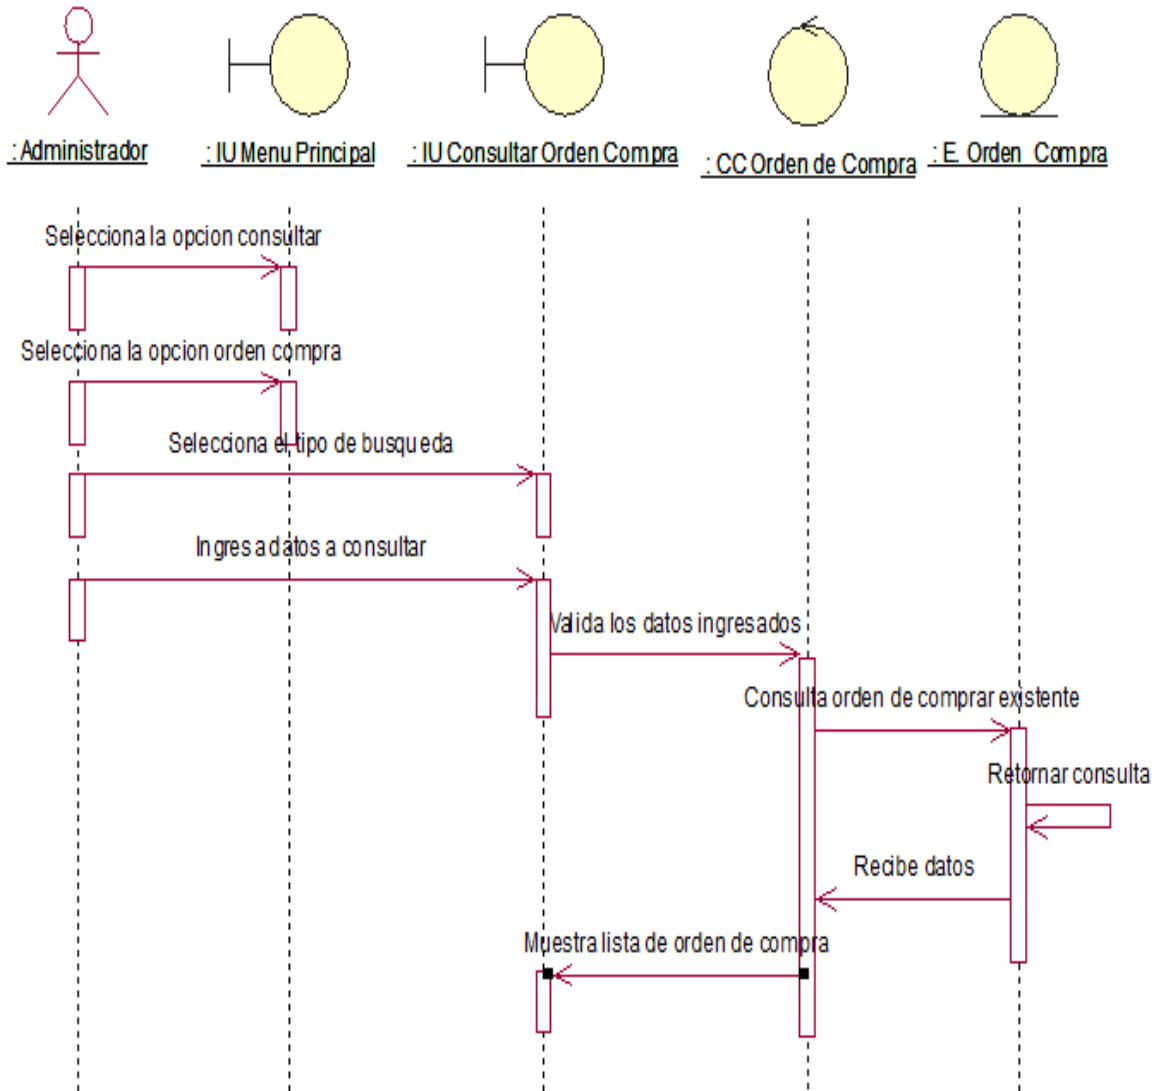 : Administrador
: IU Menu Principal
: IU Consultar Orden Compra
: CC Orden de Compra
: E. Orden Compra
Selecciona la opcion consultar
Selecciona la opcion orden compra
Selecciona el tipo de busqueda
Ingresa datos a consultar
Valida los datos ingresados
Consulta orden de comprar existente
Retornar consulta
Recibe datos
Muestra lista de orden de compra